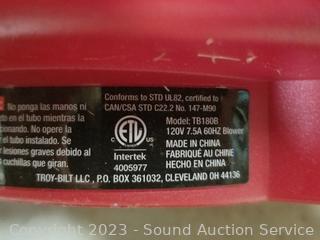 No ponga las manos ni
to en el tubo mientras la
ccionando. No opere el
tubo instalado. Se
r lesiones graves debido
cuchillas que giran.
Conforms to STD UL82, certified to
CAN/CSA STD C22.2 No. 147-M90
ETL
C US
Intertek
4005977
Model: TB180B
120V 7.5A 60HZ Blower
MADE IN CHINA
FABRIQUÉ AU CHINE
HECHO EN CHINA
TROY-BILT LLC , P.O. BOX 361032, CLEVELAND OH 44136
Copyright 2023 - Sound Auction Service